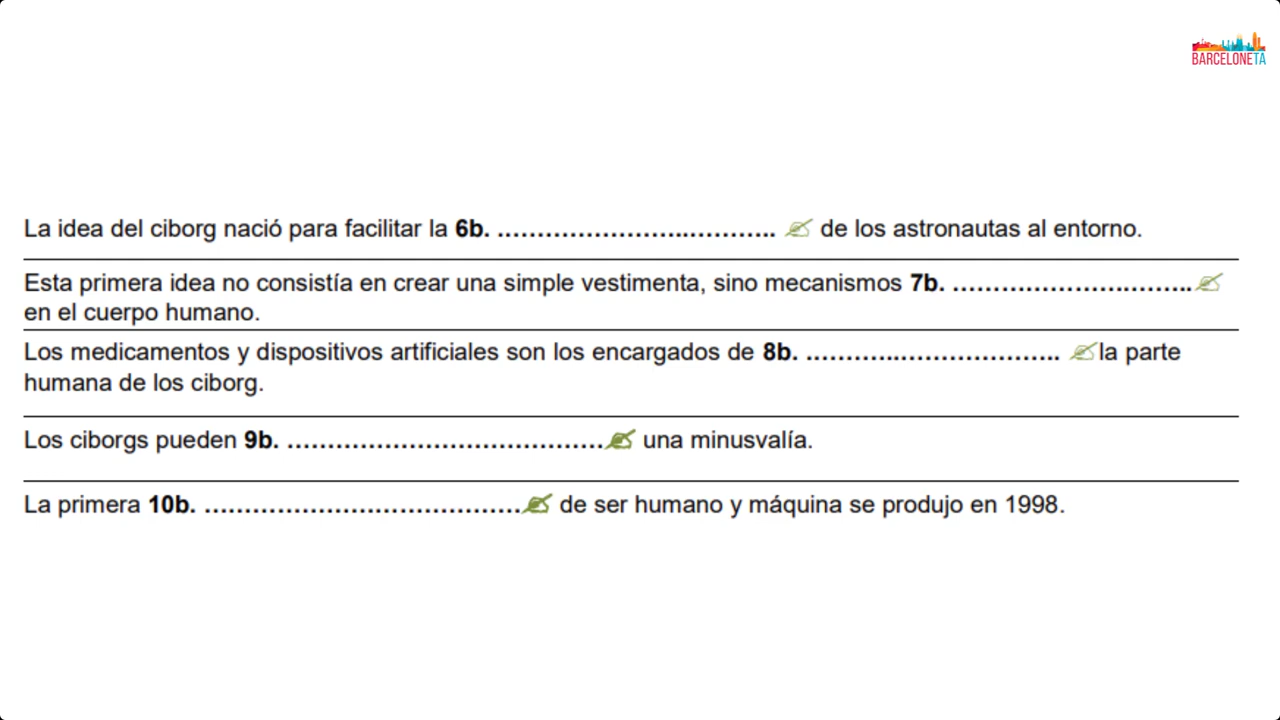 BARCELONETA
La idea del ciborg nació para facilitar la 6b. ................................... de los astronautas al entorno.
Esta primera idea no consistía en crear una simple vestimenta, sino mecanismos 7b. ..............................
en el cuerpo humano.
Los medicamentos y dispositivos artificiales son los encargados de 8b. ................................ la parte
humana de los ciborg.
Los ciborgs pueden 9b. ....................................... una minusvalía.
La primera 10b. ....................................... de ser humano y máquina se produjo en 1998.